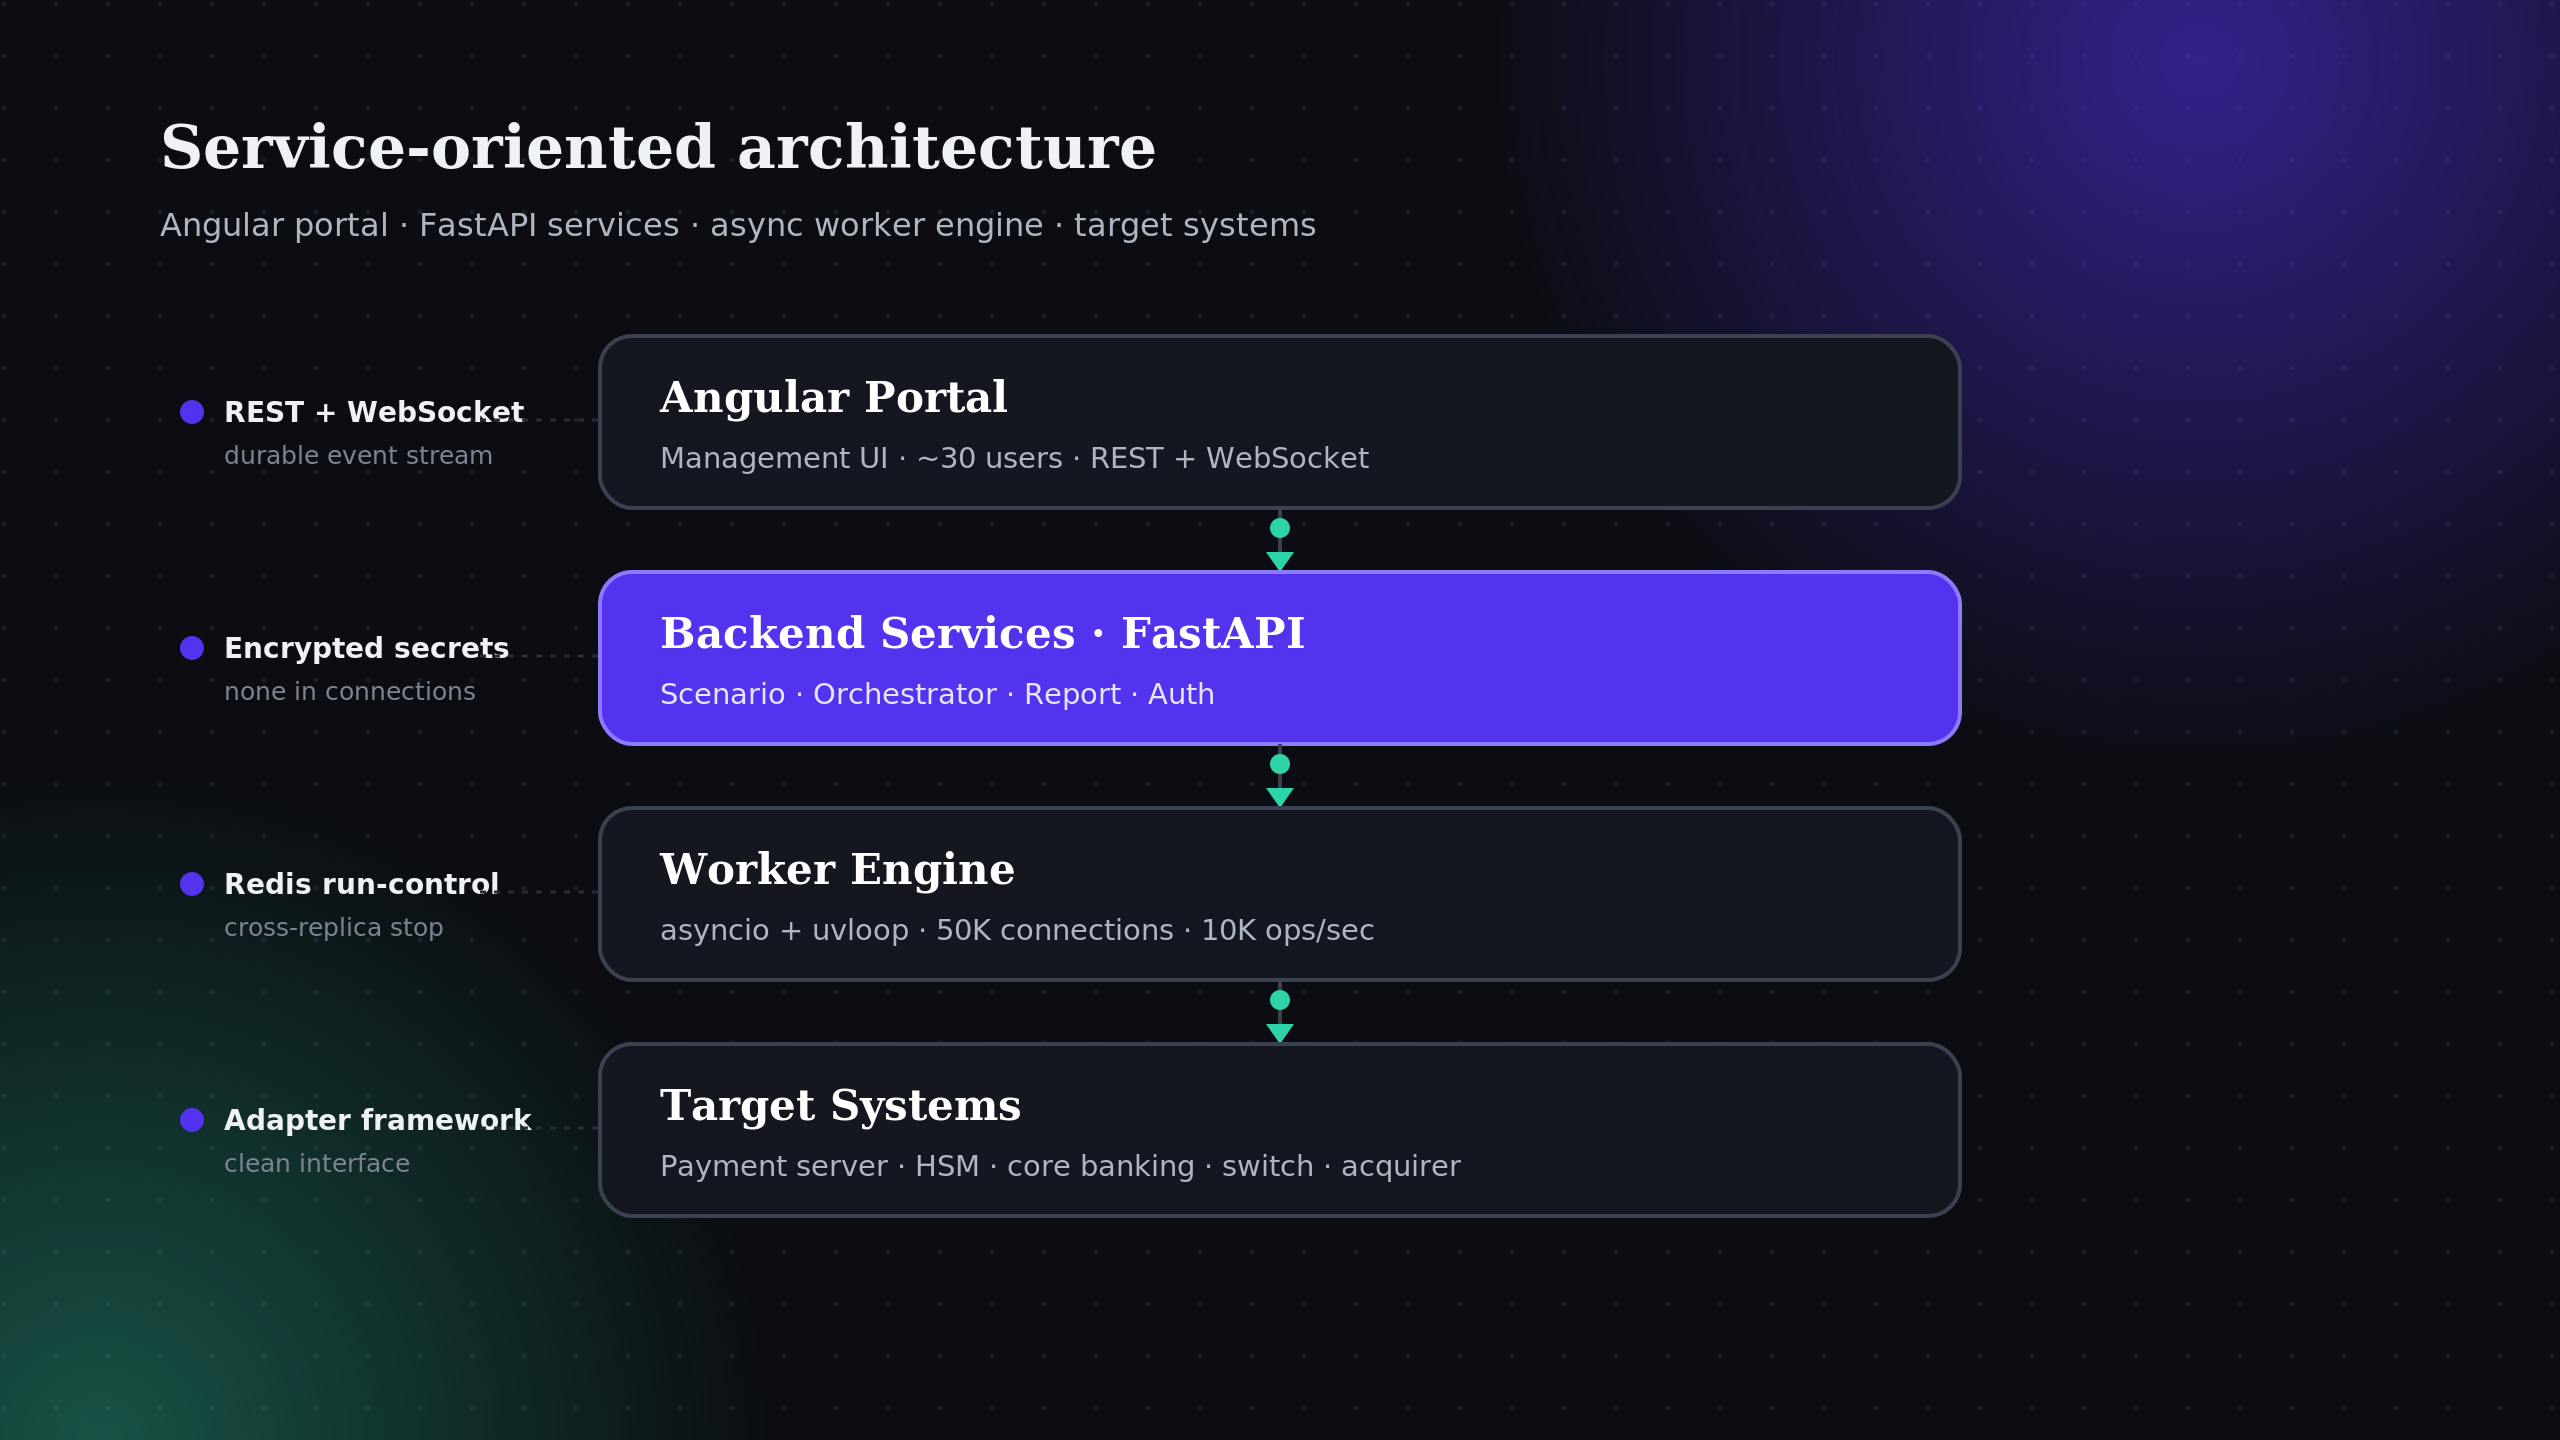 Service-oriented architecture
Angular portal · FastAPI services · async worker engine · target systems
REST + WebSocket
durable event stream
Angular Portal
Management UI · ~30 users · REST + WebSocket
Encrypted secrets
none in connections
Backend Services · FastAPI
Scenario · Orchestrator · Report · Auth
Redis run-control
cross-replica stop
Worker Engine
asyncio + uvloop · 50K connections · 10K ops/sec
Adapter framework
clean interface
Target Systems
Payment server · HSM · core banking · switch · acquirer